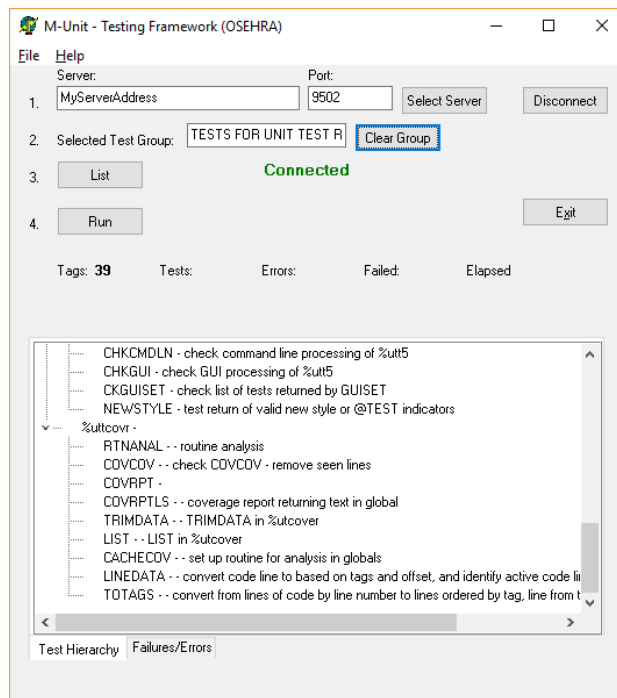 M-Unit - Testing Framework (OSEHRA)
File Help
Server: Port:
1. MyServerAddress 9502 Select Server Disconnect
2. Selected Test Group: TESTS FOR UNIT TEST R Clear Group
3. List Connected
Exit
4. Run
Tags: 39 Tests: Errors: Failed: Elapsed
CHKCMDLN - check command line processing of %utt5
CHKGUI - check GUI processing of %utt5
CKGUISET - check list of tests returned by GUISET
NEWSTYLE - test return of valid new style or @TEST indicators
%uttcovr -
RTNANAL - - routine analysis
COVCOV - - check COVCOV - remove seen lines
COVRPT -
COVRPTLS - - coverage report returning text in global
TRIMDATA - - TRIMDATA in %utcover
LIST - - LIST in %utcover
CACHECOV - - set up routine for analysis in globals
LINEDATA - - convert code line to based on tags and offset, and identify active code
TOTAGS - - convert from lines of code by line number to lines ordered by tag, line from
Test Hierarchy Failures/Errors